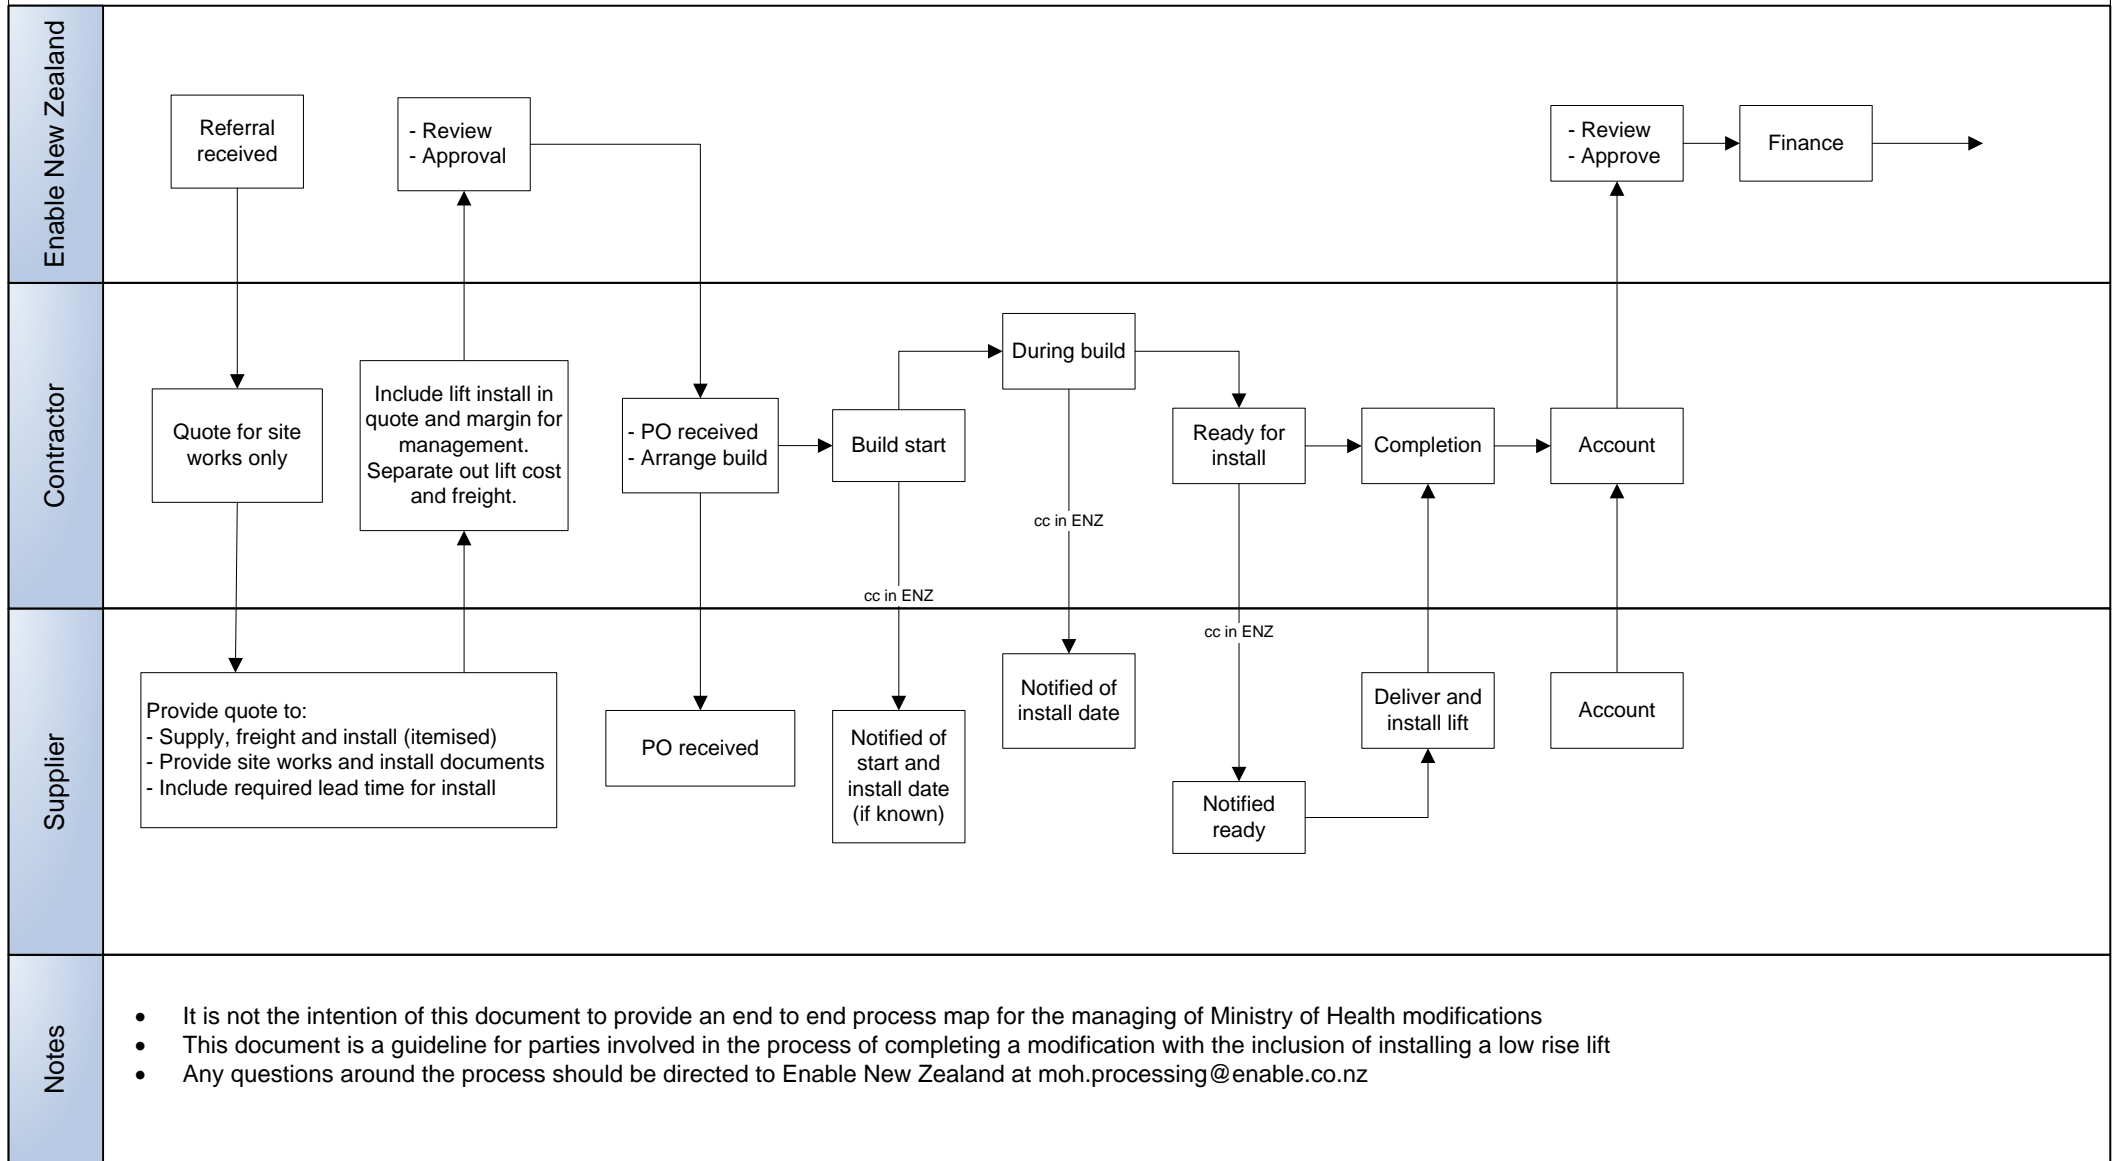 Enable New Zealand
Referral
received
- Review
- Approval
- Review
- Approve
Finance
Contractor
Quote for site
works only
Include lift install in
quote and margin for
management.
Separate out lift cost
and freight.
- PO received
- Arrange build
Build start
During build
Ready for
install
Completion
Account
cc in ENZ
cc in ENZ
cc in ENZ
Supplier
Provide quote to:
- Supply, freight and install (itemised)
- Provide site works and install documents
- Include required lead time for install
PO received
Notified of
start and
install date
(if known)
Notified of
install date
Notified
ready
Deliver and
install lift
Account
Notes
• It is not the intention of this document to provide an end to end process map for the managing of Ministry of Health modifications
• This document is a guideline for parties involved in the process of completing a modification with the inclusion of installing a low rise lift
• Any questions around the process should be directed to Enable New Zealand at moh.processing@enable.co.nz